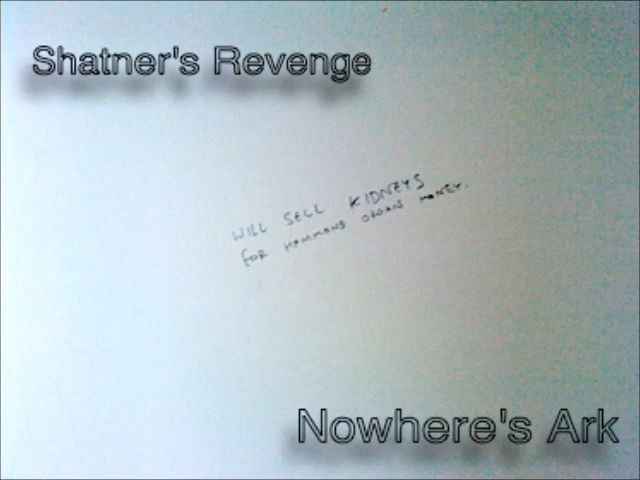 Shatner's Revenge
WILL SELL KIDNEYS
FOR HAMMOND ORGAN MONEY.
Nowhere's Ark